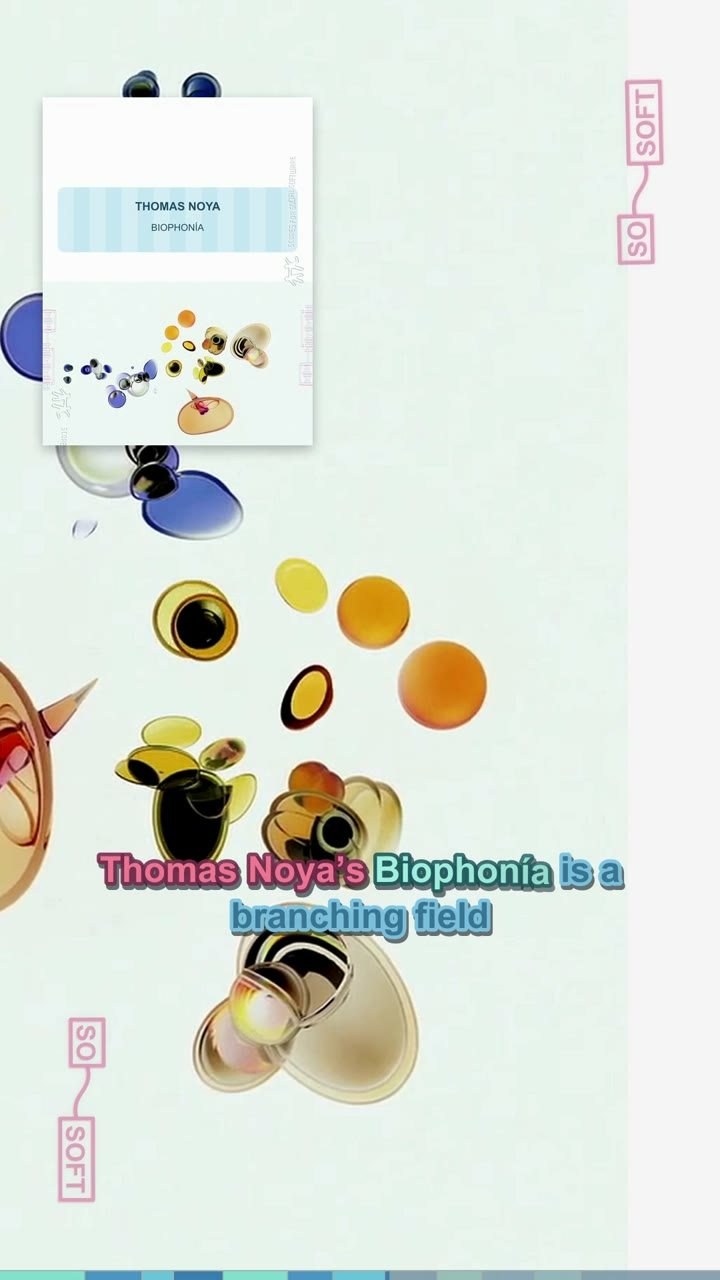 THOMAS NOYA
BIOPHONÍA
SOFT
SO
Thomas Noya's Biophonía is a
branching field
SO
SOFT